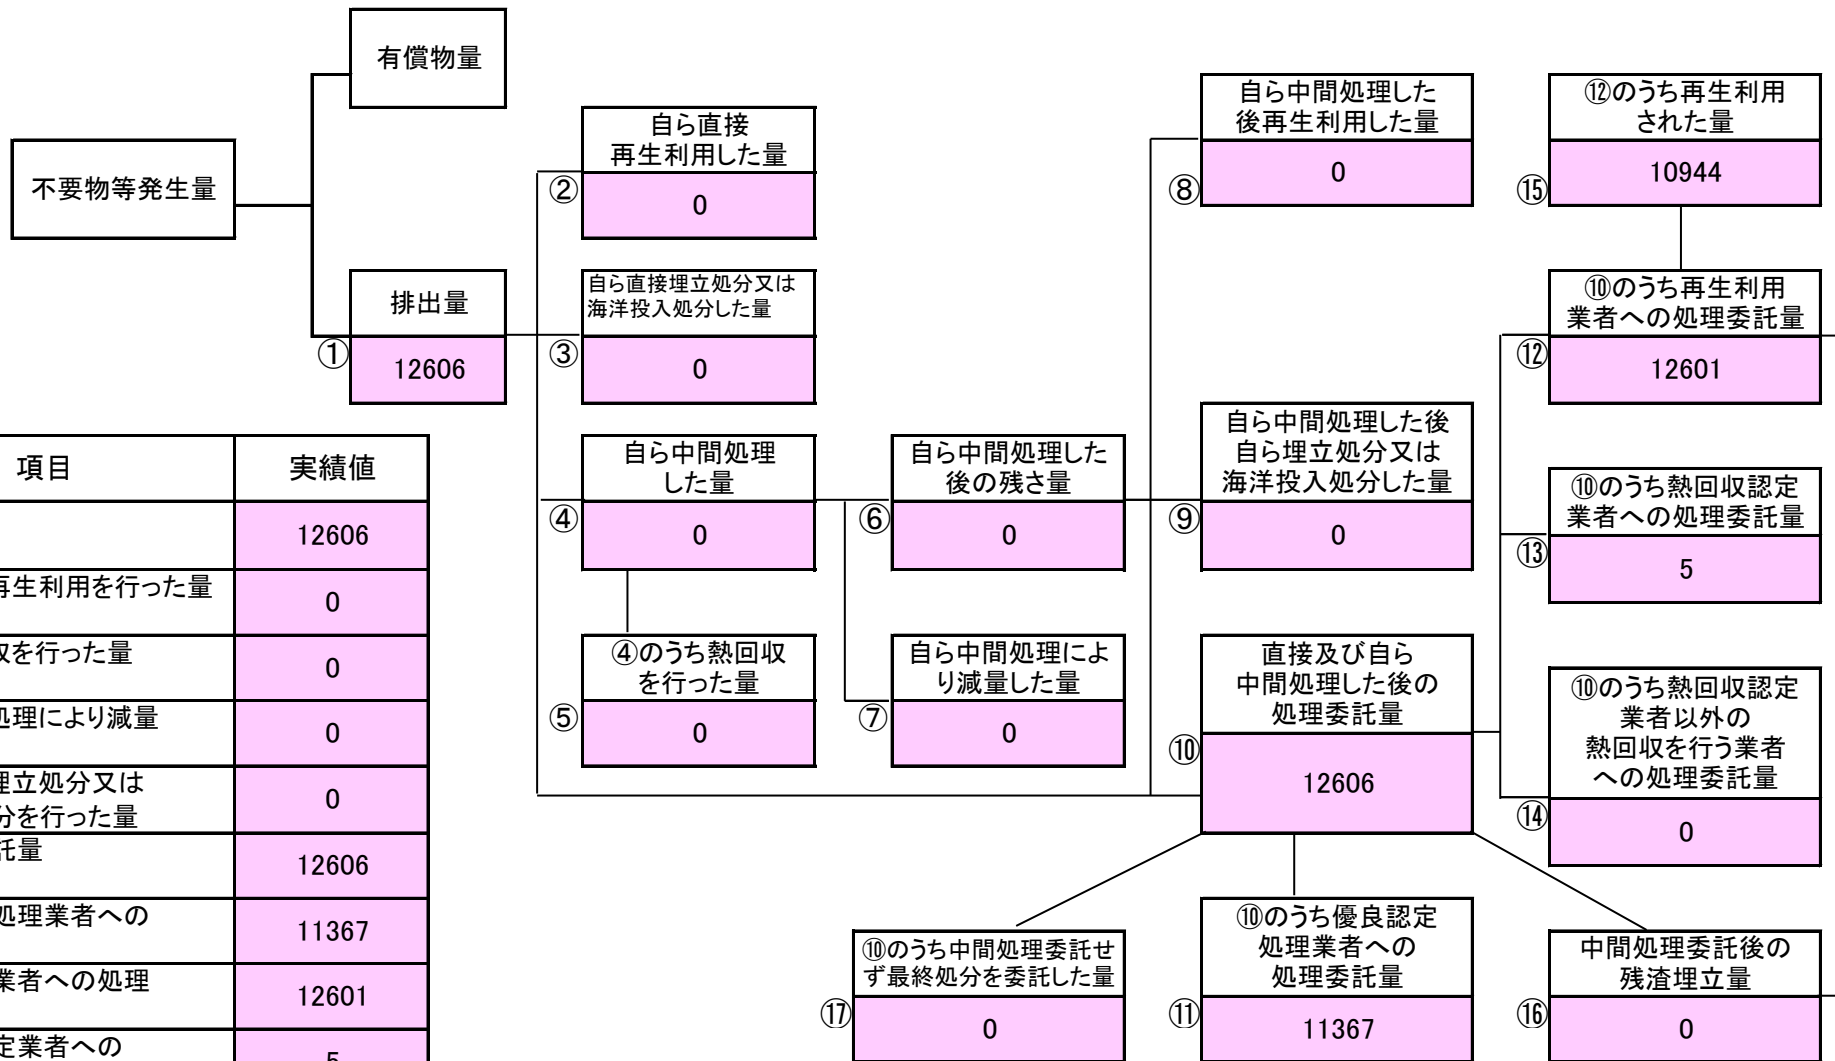 有償物量
不要物等発生量
排出量
①
12606
自ら直接
再生利用した量
②
0
自ら直接埋立処分又は
海洋投入処分した量
③
0
自ら中間処理
した量
④
0
④のうち熱回収
を行った量
⑤
0
自ら中間処理した
後の残さ量
⑥
0
自ら中間処理によ
り減量した量
⑦
0
自ら中間処理した
後再生利用した量
⑧
0
自ら中間処理した後
自ら埋立処分又は
海洋投入処分した量
⑨
0
直接及び自ら
中間処理した後の
処理委託量
⑩
12606
⑫のうち再生利用
された量
⑮
10944
⑩のうち再生利用
業者への処理委託量
⑫
12601
⑩のうち熱回収認定
業者への処理委託量
⑬
5
⑩のうち熱回収認定
業者以外の
熱回収を行う業者
への処理委託量
⑭
0
⑩のうち中間処理委託せ
ず最終処分を委託した量
⑰
0
⑩のうち優良認定
処理業者への
処理委託量
⑪
11367
中間処理委託後の
残渣埋立量
⑯
0
項目 実績値
12606
再生利用を行った量
0
を行った量
0
処理により減量
0
埋立処分又は
分を行った量
0
託量
12606
処理業者への
11367
業者への処理
12601
定業者への
5